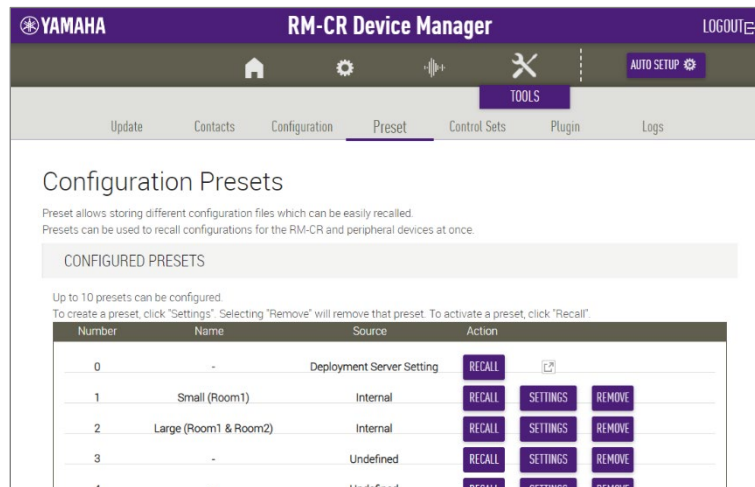 YAMAHA RM-CR Device Manager LOGOUT
AUTO SETUP
TOOLS
Update Contacts Configuration Preset Control Sets Plugin Logs
Configuration Presets
Preset allows storing different configuration files which can be easily recalled.
Presets can be used to recall configurations for the RM-CR and peripheral devices at once.
CONFIGURED PRESETS
Up to 10 presets can be configured.
To create a preset, click "Settings". Selecting "Remove" will remove that preset. To activate a preset, click "Recall".
Number Name Source Action
0 - Deployment Server Setting RECALL
1 Small (Room1) Internal RECALL SETTINGS REMOVE
2 Large (Room1 & Room2) Internal RECALL SETTINGS REMOVE
3 - Undefined RECALL SETTINGS REMOVE